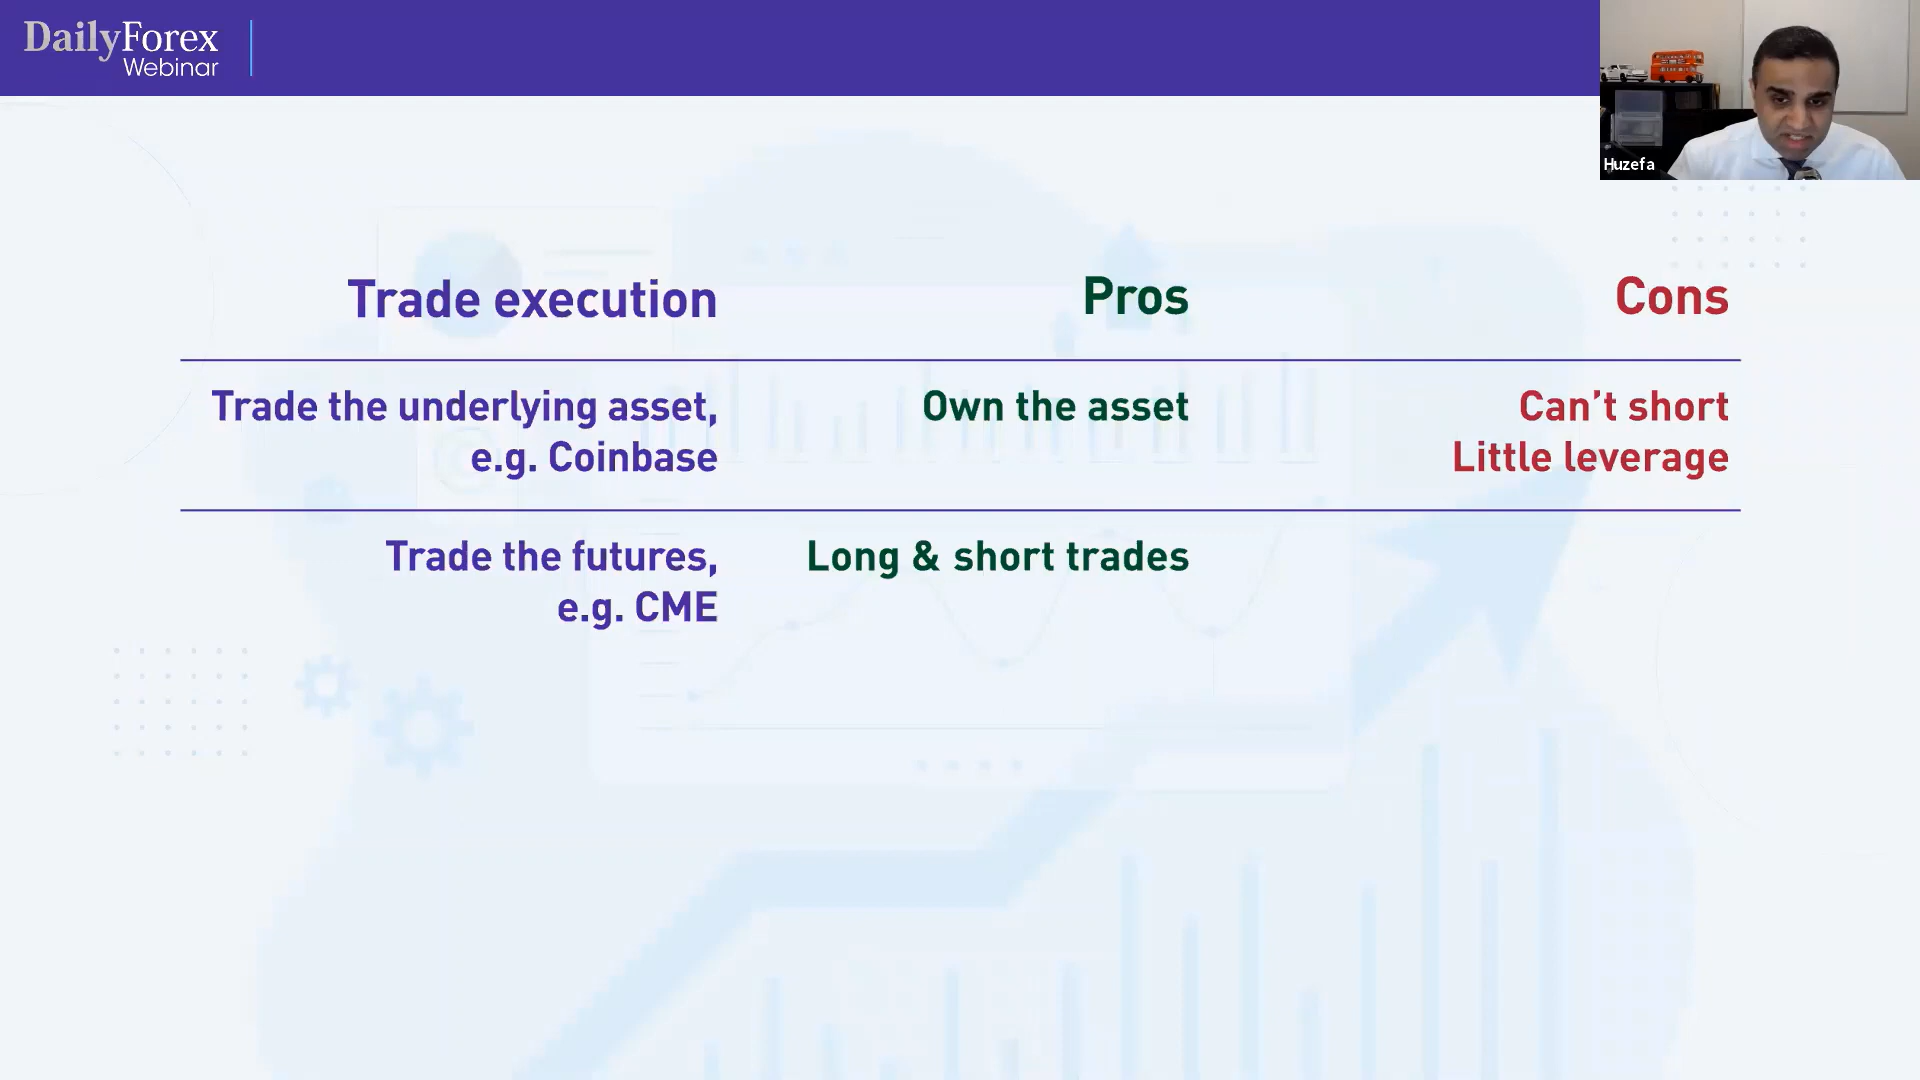 DailyForex
Webinar
Huzefa
Trade execution
Pros
Cons
Trade the underlying asset,
e.g. Coinbase
Own the asset
Can't short
Little leverage
Trade the futures,
e.g. CME
Long & short trades